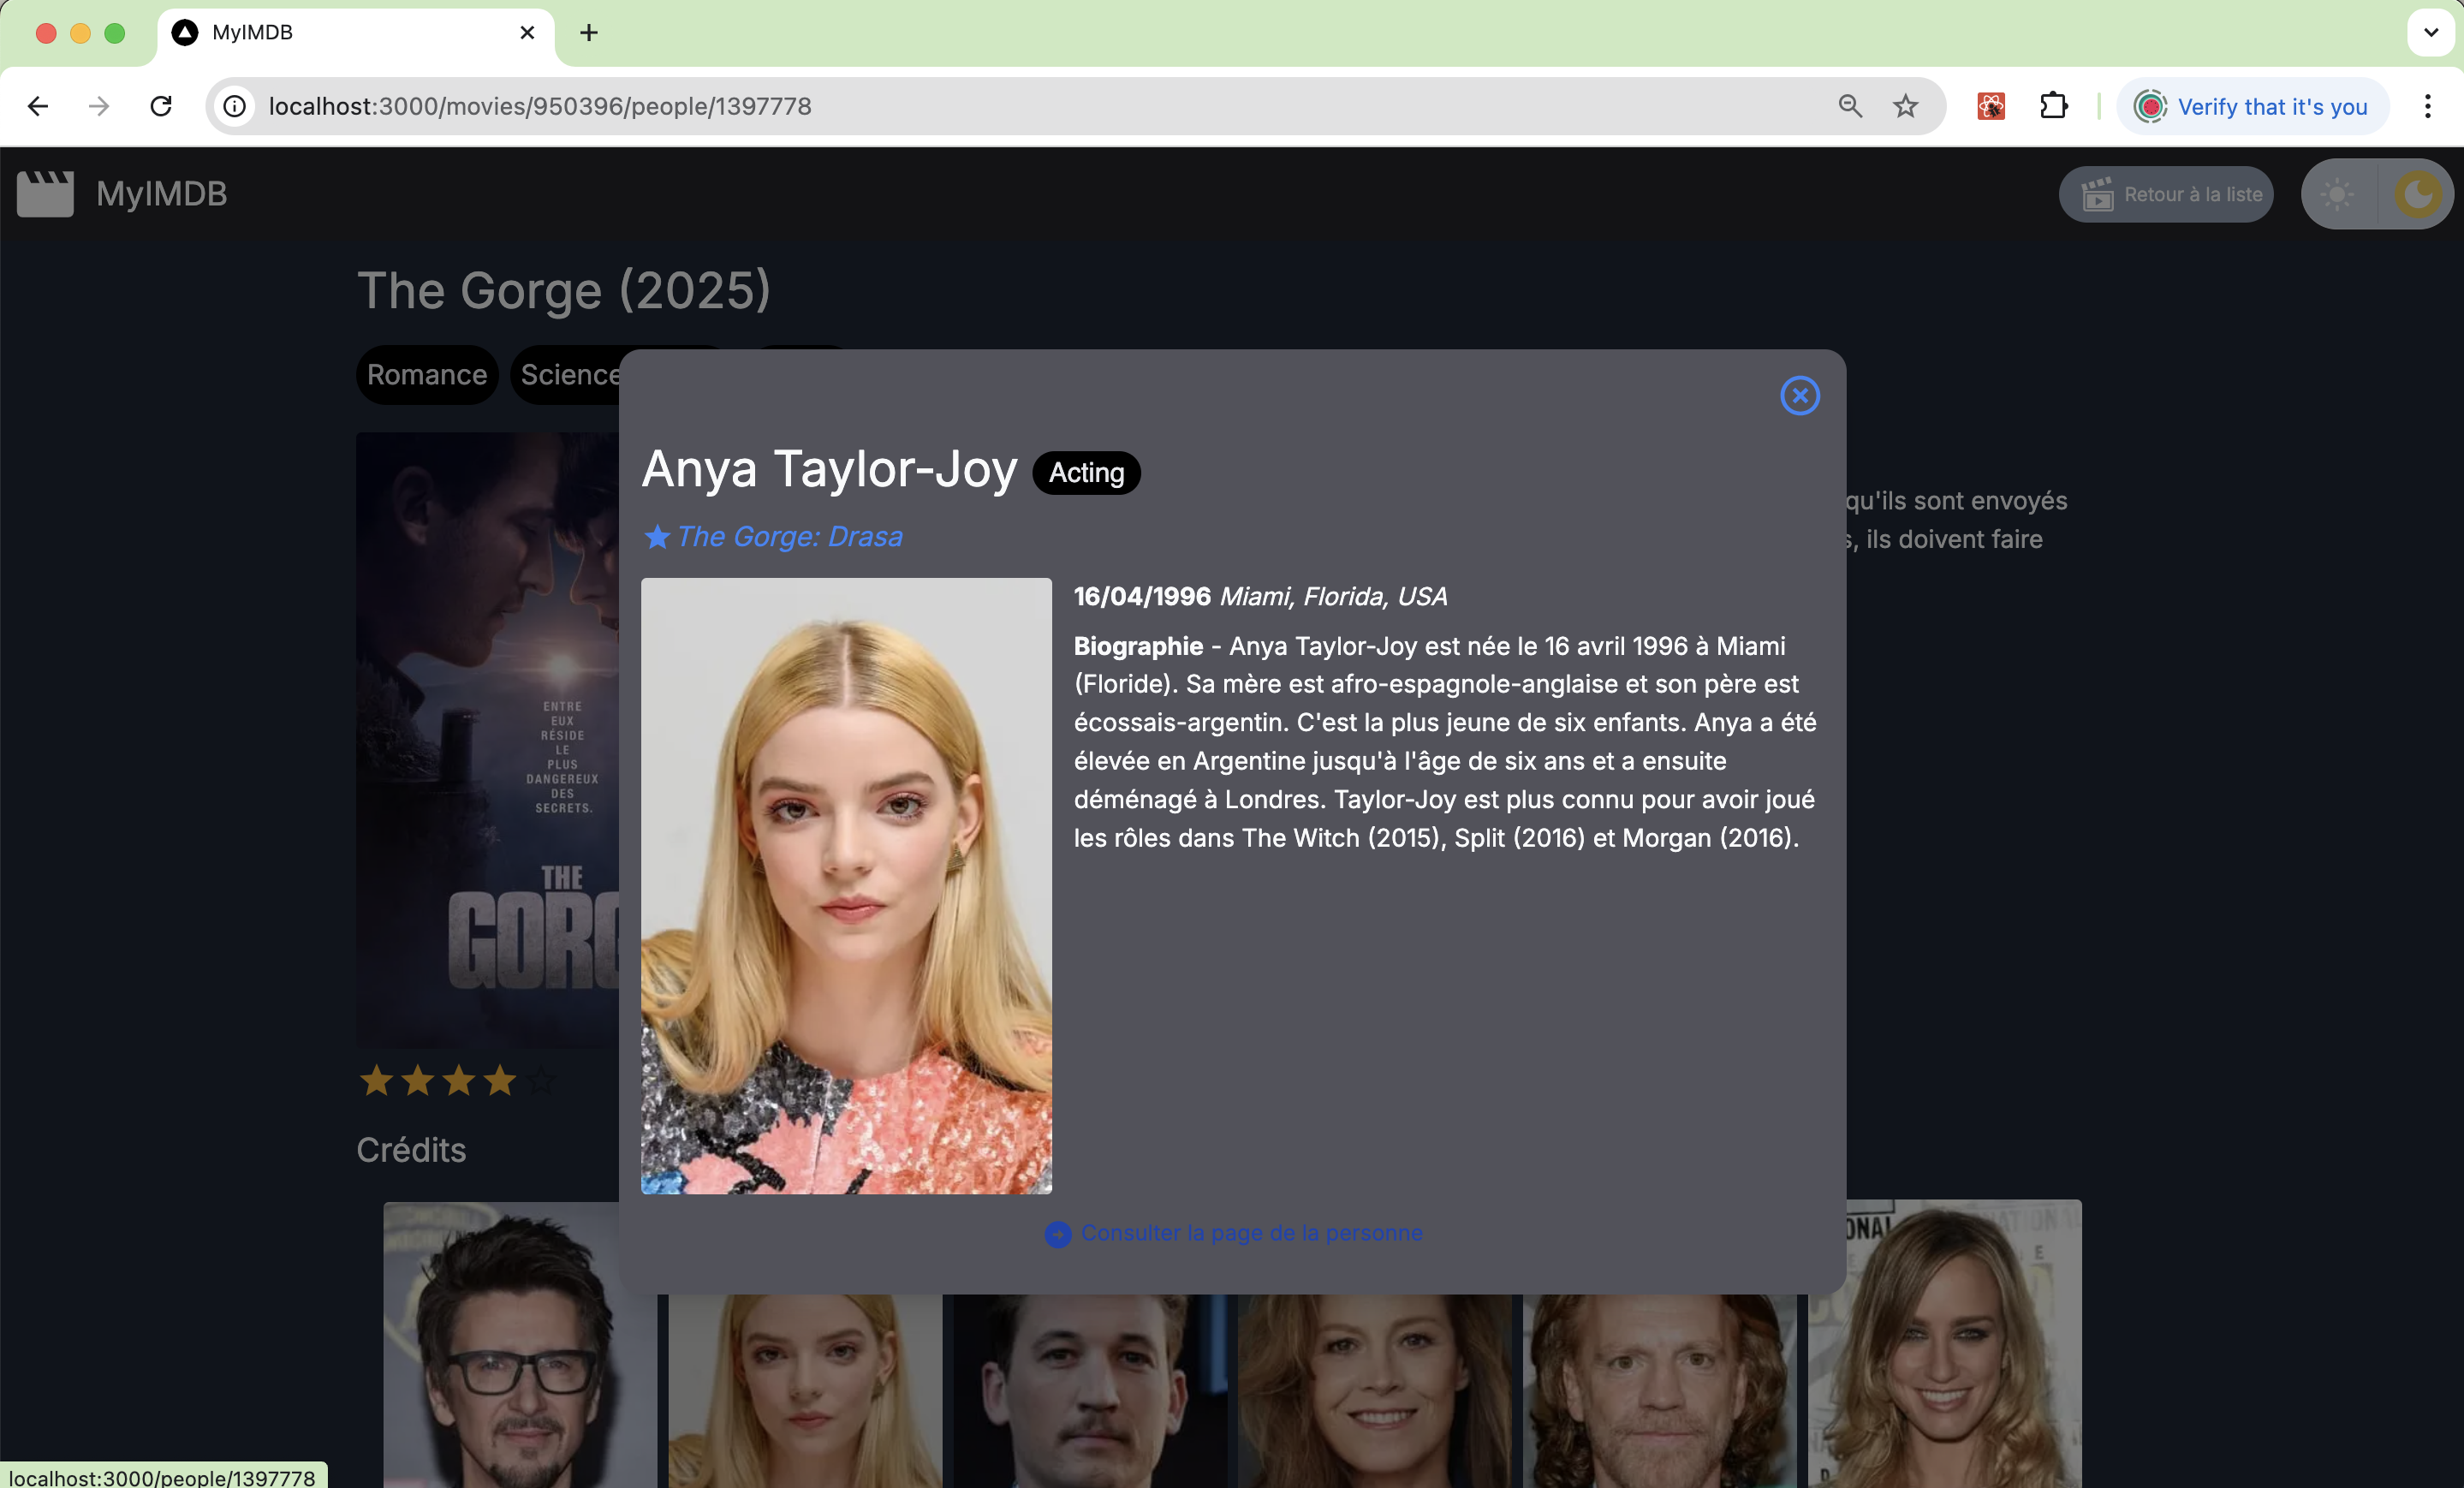 MyIMDB
localhost:3000/movies/950396/people/1397778
Verify that it's you
MyIMDB
Retour à la liste
The Gorge (2025)
Romance
Science
Anya Taylor-Joy Acting
The Gorge: Drasa
qu'ils sont envoyés
s, ils doivent faire
16/04/1996 Miami, Florida, USA
Biographie - Anya Taylor-Joy est née le 16 avril 1996 à Miami
(Floride). Sa mère est afro-espagnole-anglaise et son père est
écossais-argentin. C'est la plus jeune de six enfants. Anya a été
élevée en Argentine jusqu'à l'âge de six ans et a ensuite
déménagé à Londres. Taylor-Joy est plus connu pour avoir joué
les rôles dans The Witch (2015), Split (2016) et Morgan (2016).
ENTRE
EUX
RÉSIDE
LE
PLUS
DANGEREUX
DES
SECRETS.
THE
GORG
Crédits
Consulter la page de la personne
ONAL
localhost:3000/people/1397778